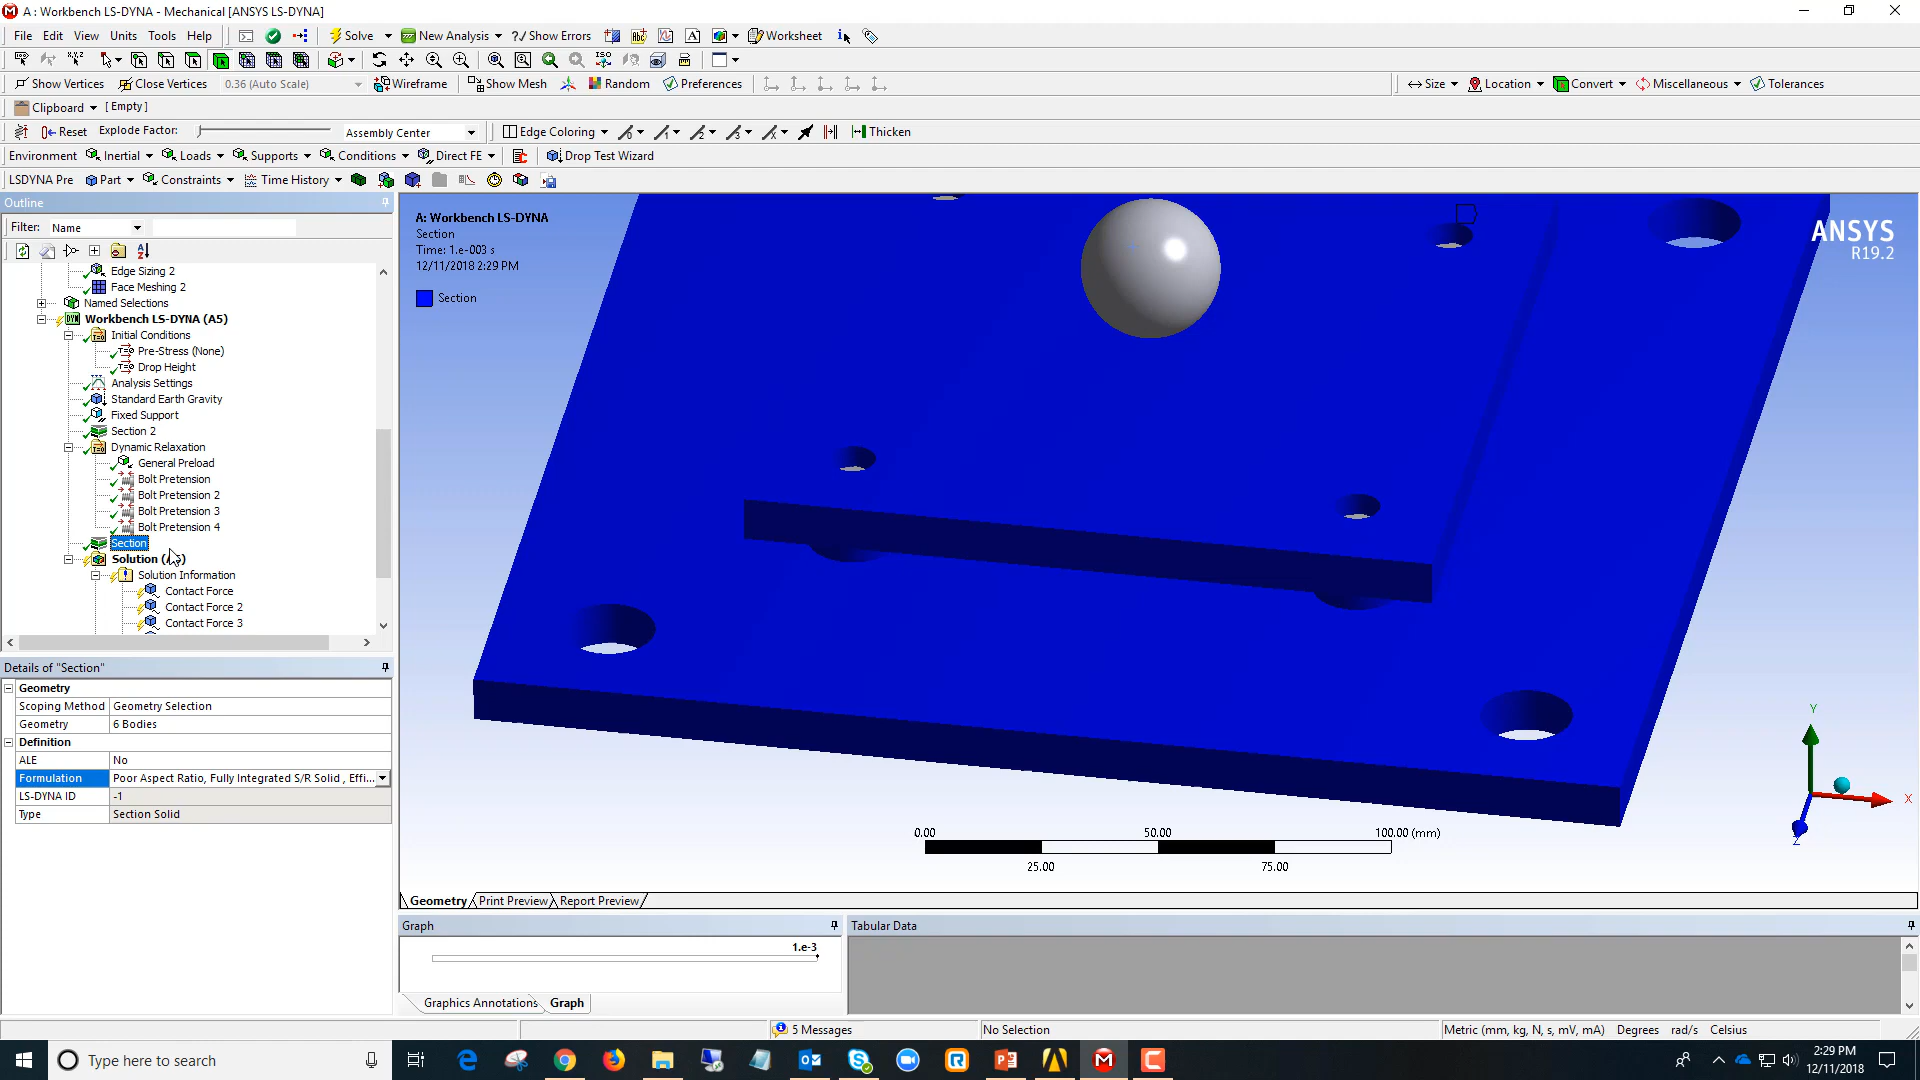 A : Workbench LS-DYNA - Mechanical [ANSYS LS-DYNA]
File Edit View Units Tools Help Solve New Analysis Show Errors Worksheet
Show Vertices Close Vertices 0.36 (Auto Scale) Wireframe Show Mesh Random Preferences Size Location Convert Miscellaneous Tolerances
Clipboard [ Empty ]
Reset Explode Factor: Assembly Center Edge Coloring Thicken
Environment Inertial Loads Supports Conditions Direct FE Drop Test Wizard
LSDYNA Pre Part Constraints Time History
Outline
Filter: Name
Edge Sizing 2
Face Meshing 2
Named Selections
Workbench LS-DYNA (A5)
Initial Conditions
Pre-Stress (None)
Drop Height
Analysis Settings
Standard Earth Gravity
Fixed Support
Section 2
Dynamic Relaxation
General Preload
Bolt Pretension
Bolt Pretension 2
Bolt Pretension 3
Bolt Pretension 4
Section
Solution
Solution Information
Contact Force
Contact Force 2
Contact Force 3
Details of "Section"
Geometry
Scoping Method Geometry Selection
Geometry 6 Bodies
Definition
ALE No
Formulation Poor Aspect Ratio, Fully Integrated S/R Solid , Effi...
LS-DYNA ID -1
Type Section Solid
A: Workbench LS-DYNA
Section
Time: 1.e-003 s
12/11/2018 2:29 PM
Section
ANSYS
R19.2
Y
X
Z
0.00 50.00 100.00 (mm)
25.00 75.00
Geometry Print Preview Report Preview
Graph
1.e-3
Graphics Annotations Graph
Tabular Data
5 Messages No Selection Metric (mm, kg, N, s, mV, mA) Degrees rad/s Celsius
Type here to search
2:29 PM
12/11/2018